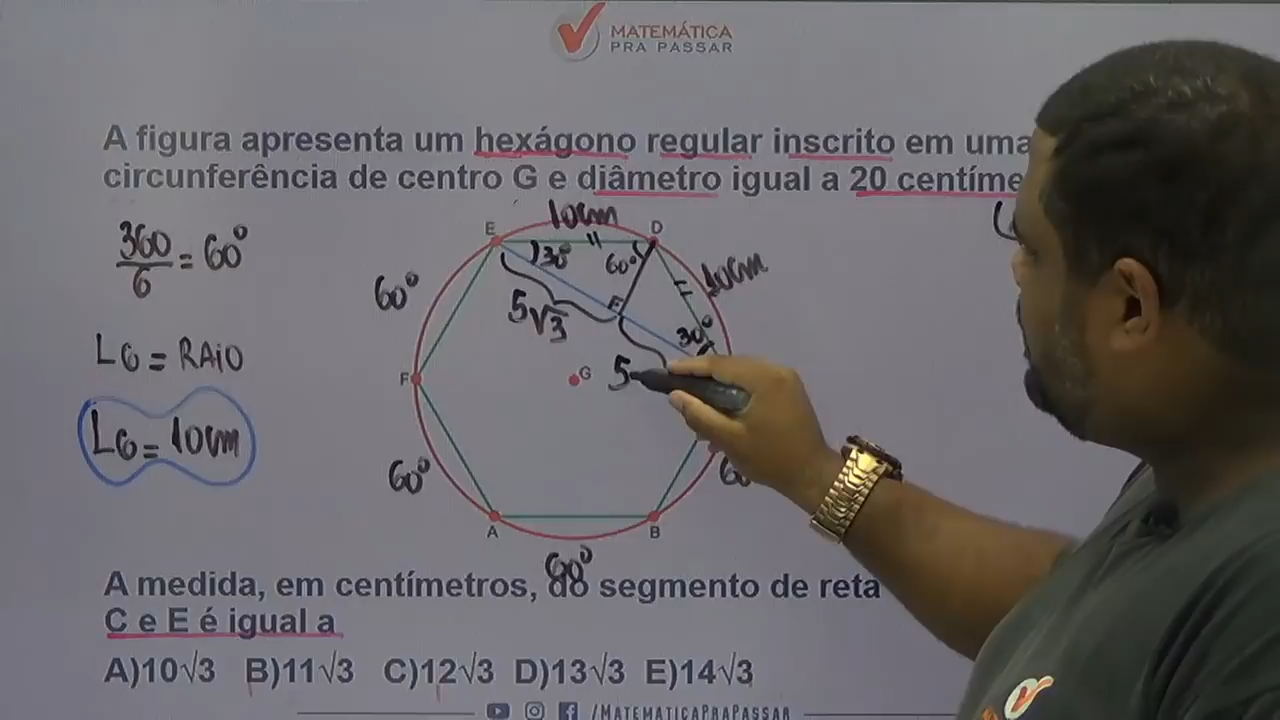 MATEMÁTICA
PRA PASSAR
A figura apresenta um hexágono regular inscrito em uma
circunferência de centro G e diâmetro igual a 20 centíme
360/6 = 60°
L6 = RAIO
L6 = 10cm
10cm
E
D
30°
60°
10cm
60°
5√3
F
30°
5
G
F
60°
60
A
B
60°
A medida, em centímetros, do segmento de reta
C e E é igual a
A)10√3 B)11√3 C)12√3 D)13√3 E)14√3
/MATEMATICAPRAPASSAR